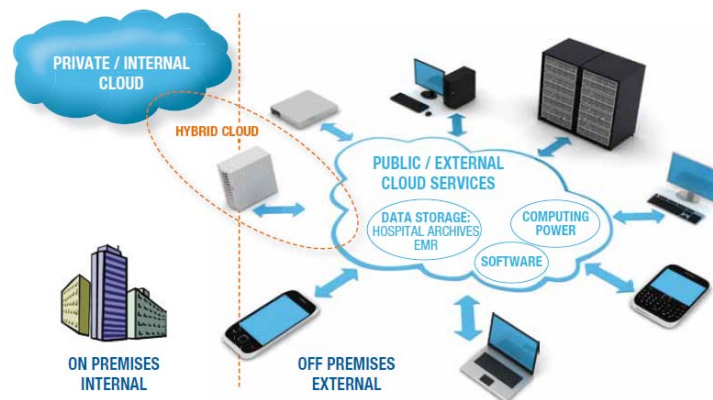 PRIVATE / INTERNAL
CLOUD
HYBRID CLOUD
PUBLIC / EXTERNAL
CLOUD SERVICES
DATA STORAGE:
HOSPITAL ARCHIVES
EMR
COMPUTING
POWER
SOFTWARE
ON PREMISES
INTERNAL
OFF PREMISES
EXTERNAL